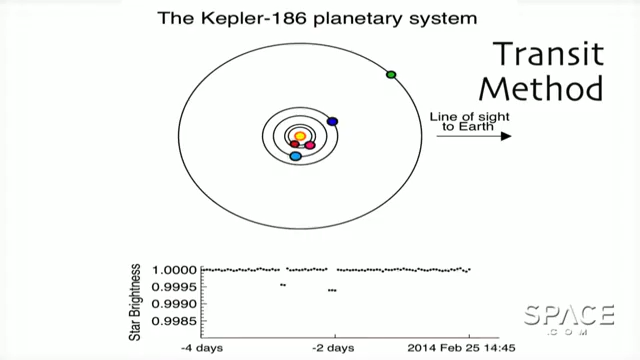 The Kepler-186 planetary system
Transit
Method
Line of sight
to Earth
Star Brightness
1.0000
0.9995
0.9990
0.9985
-4 days
-2 days
2014 Feb 25 14:45
SPACE
.COM